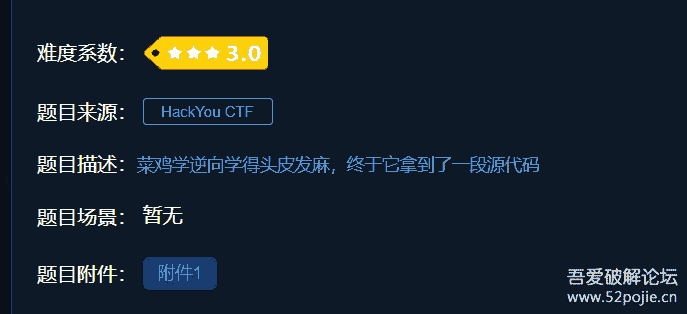 难度系数： 3.0
题目来源： HackYou CTF
题目描述：菜鸡学逆向学得头皮发麻，终于它拿到了一段源代码
题目场景： 暂无
题目附件： 附件1
吾爱破解论坛
www.52pojie.cn